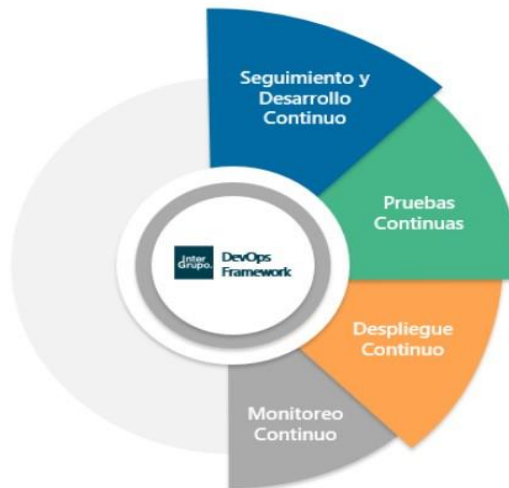 Seguimiento y
Desarrollo
Continuo
Pruebas
Continuas
Inter
Grupo.
DevOps
Framework
Despliegue
Continuo
Monitoreo
Continuo